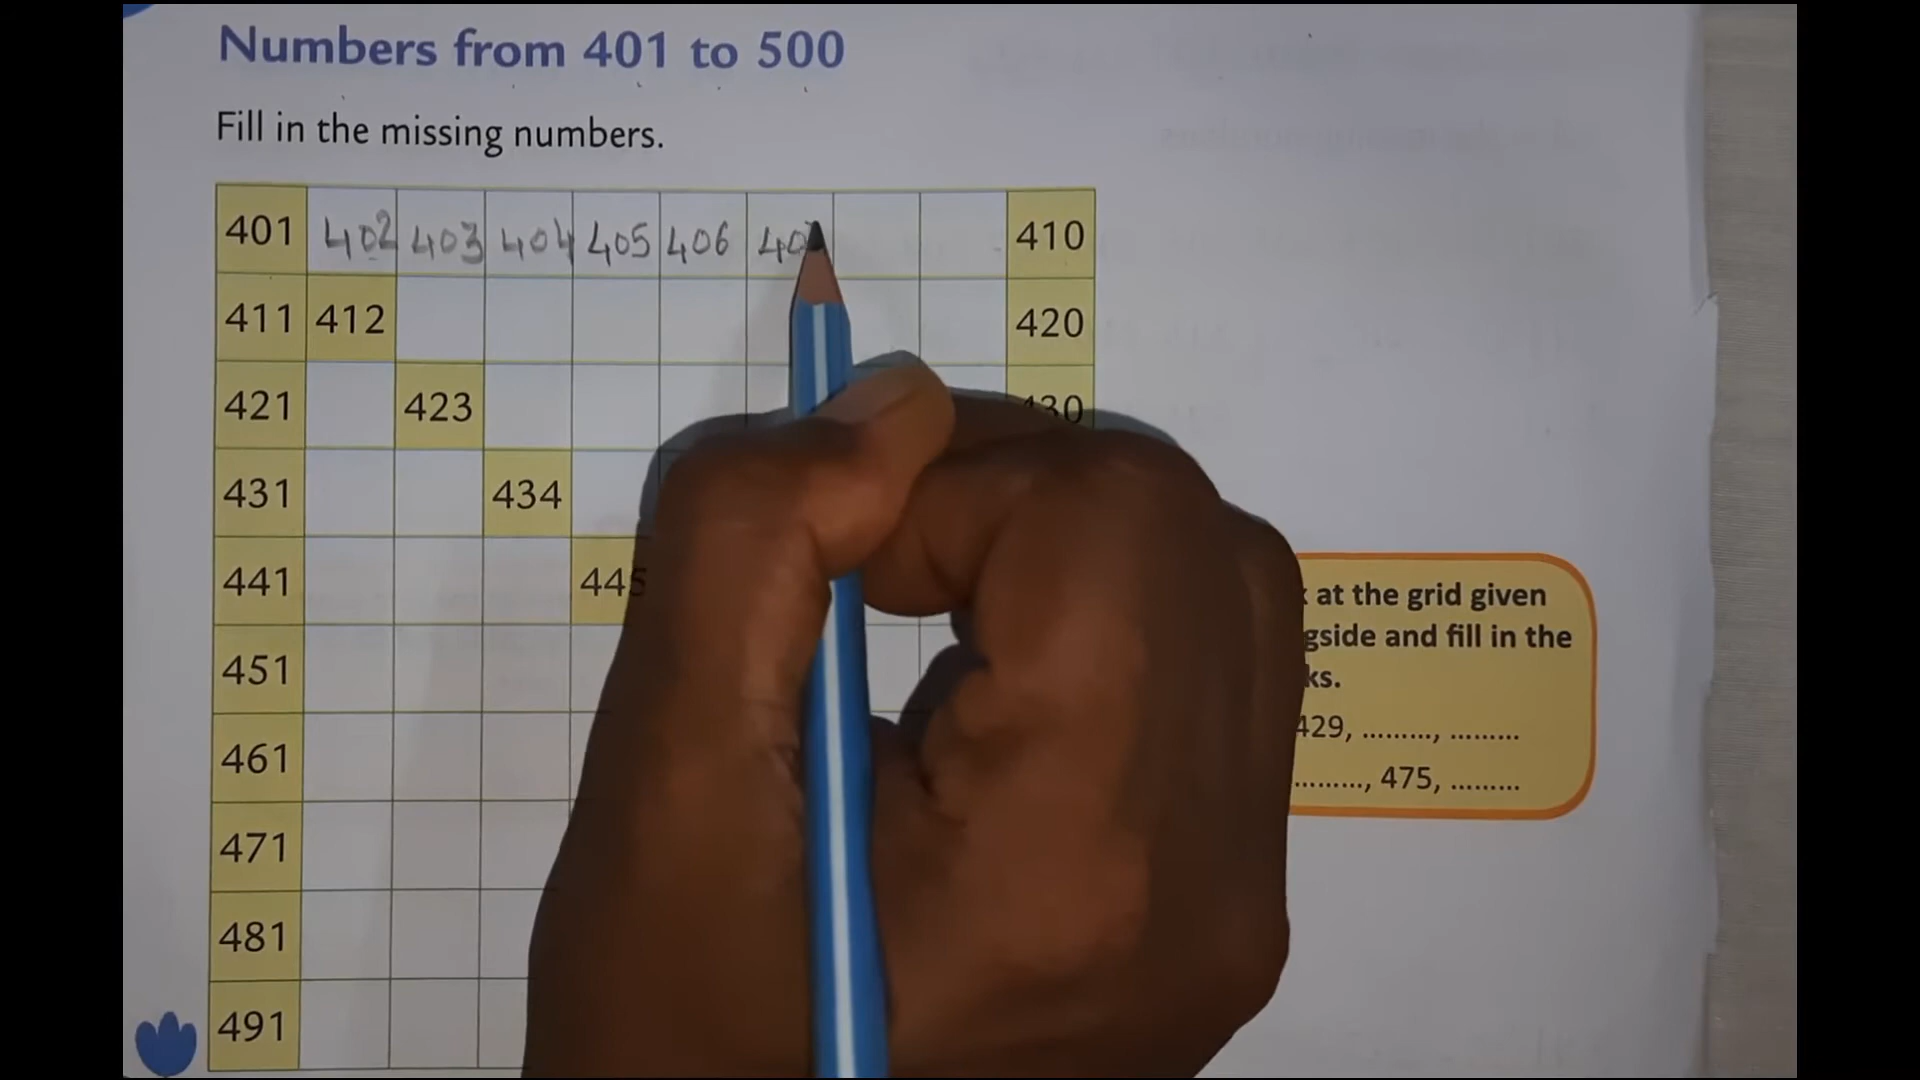 Numbers from 401 to 500
Fill in the missing numbers.
401 402 403 404 405 406 410
411 412 420
421 423
431 434
441 445
451
461
471
481
491
at the grid given
and fill in the
429, ........., .........
........., 475, .........